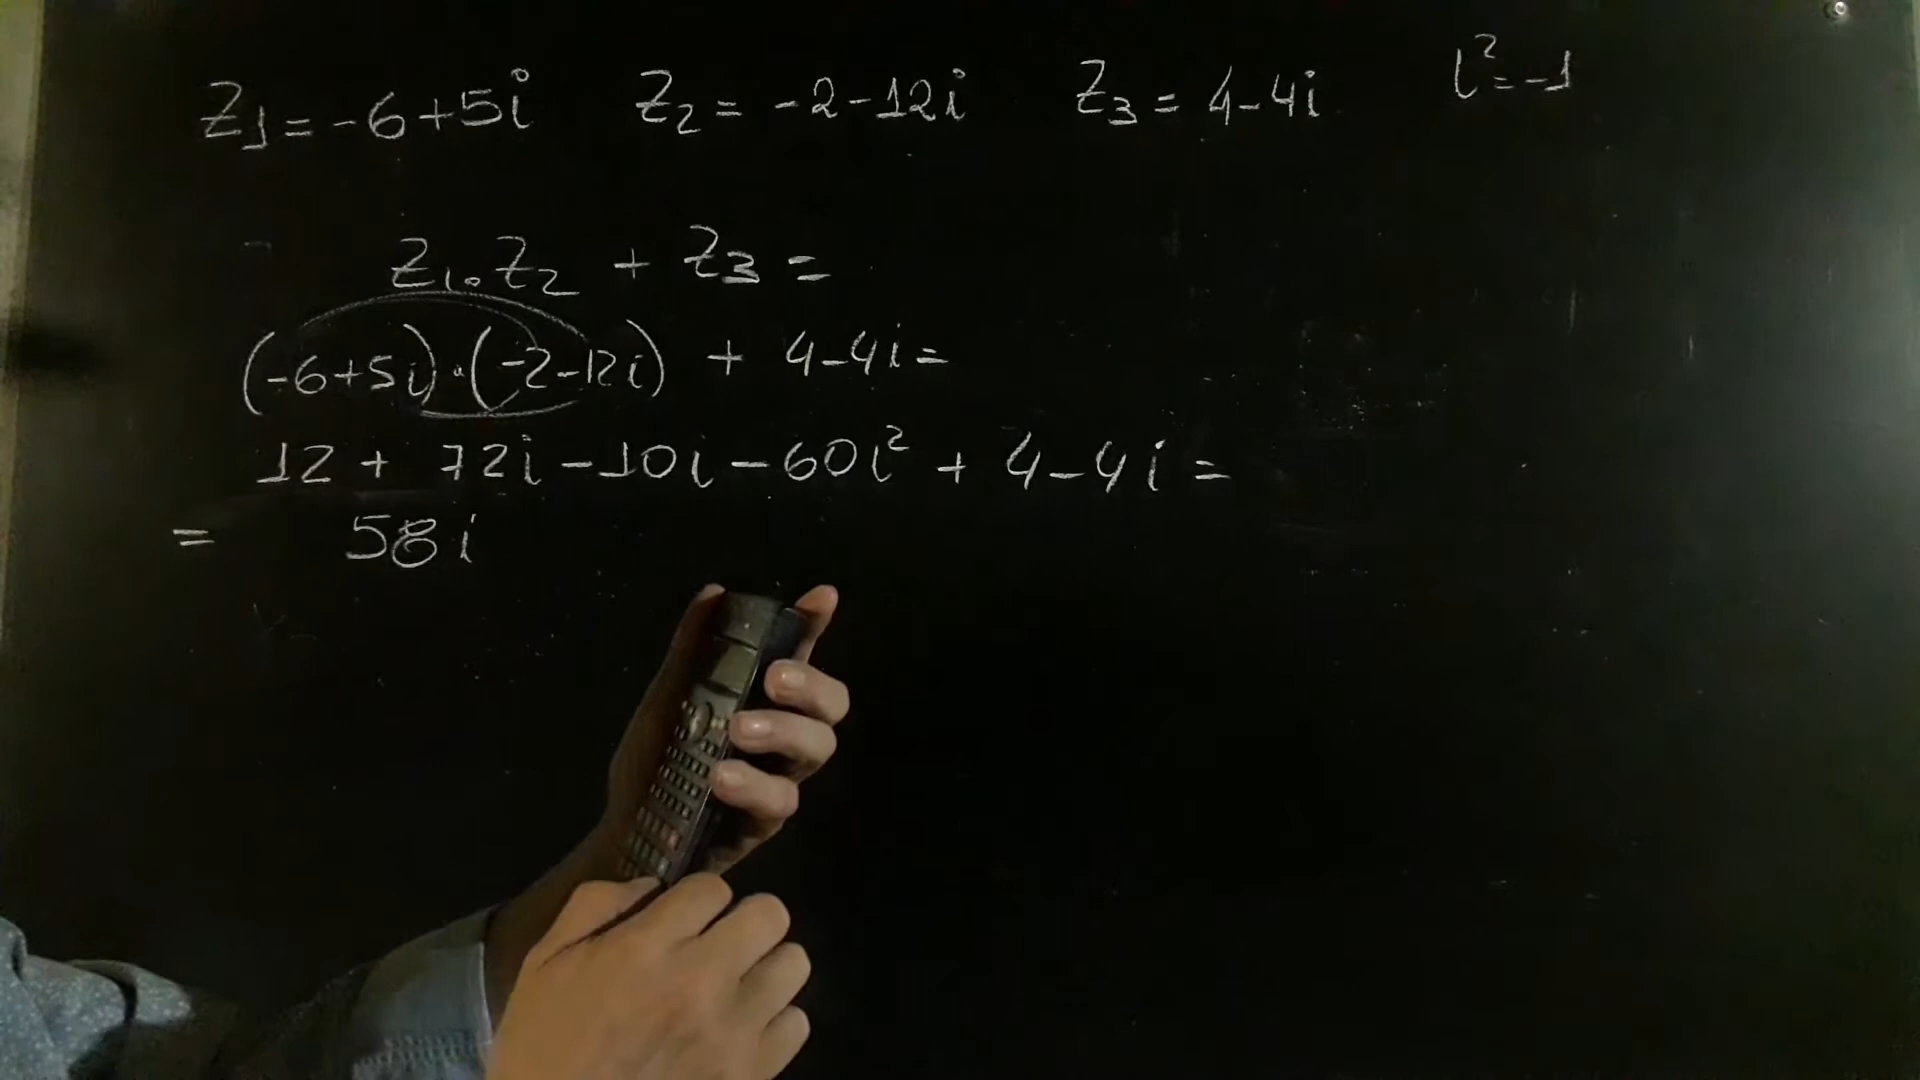 Z₁=-6+5i Z₂=-2-12i Z₃=4-4i i²=-1
Z₁.Z₂ + Z₃=
(-6+5i).(-2-12i) + 4-4i=
12+72i-10i-60i²+4-4i=
= 58i